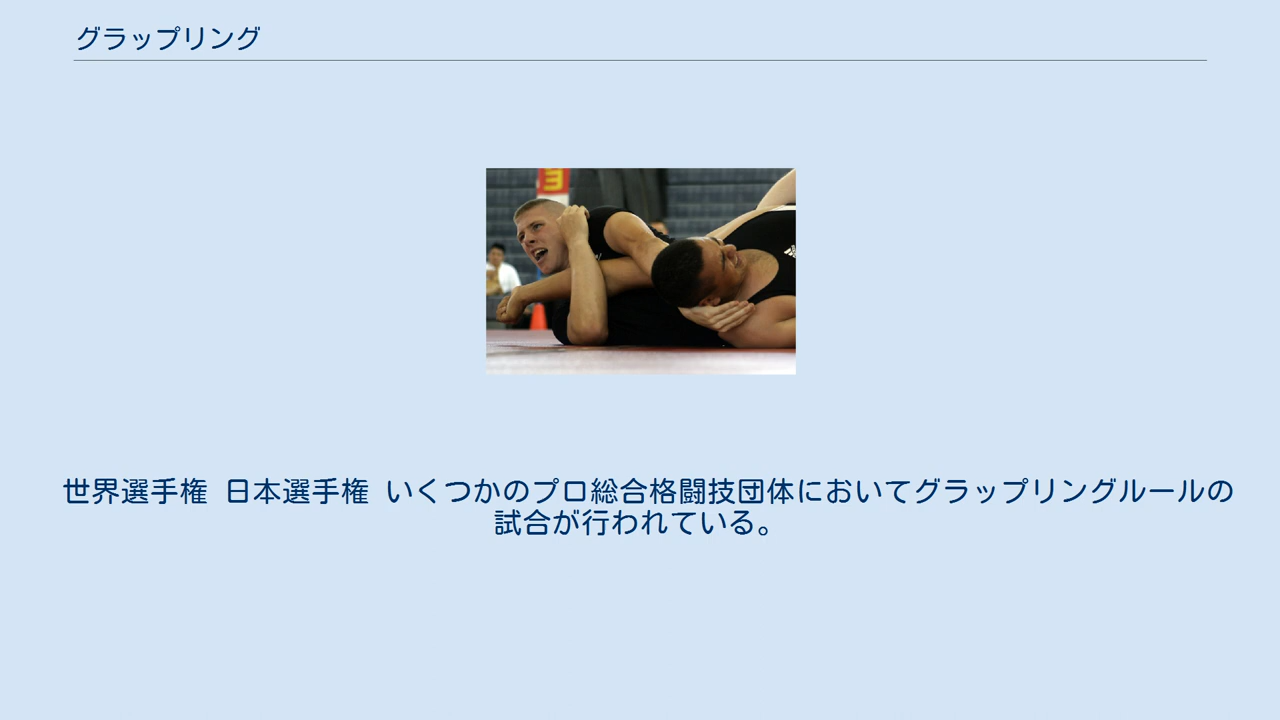 グラップリング
世界選手権 日本選手権 いくつかのプロ総合格闘技団体においてグラップリングルールの
試合が行われている。